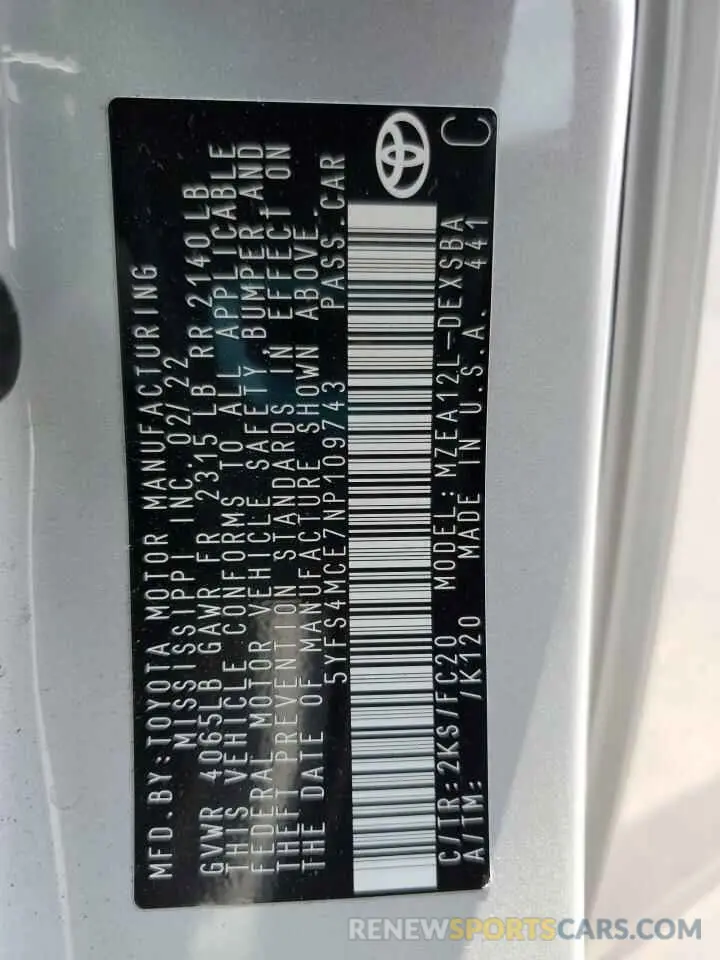 MFD.BY:TOYOTA MOTOR MANUFACTURING
MISSISSIPPI INC.02/22
GVWR 4065LB GAWR FR 2315 LB RR 2140LB
THIS VEHICLE CONFORMS TO ALL APPLICABLE
FEDERAL MOTOR VEHICLE SAFETY BUMPER,AND
THEFT PREVENTION STANDARDS IN EFFECT ON
THE DATE OF MANUFACTURE SHOWN ABOVE.
5YFS4MCE7NP109743 PASS.CAR
C/TR:2KS/FC20 MODEL:MZEA12L-DEXSBA
A/TM: /K120 MADE IN U.S.A. 441
C
RENEWSPORTSCARS.COM